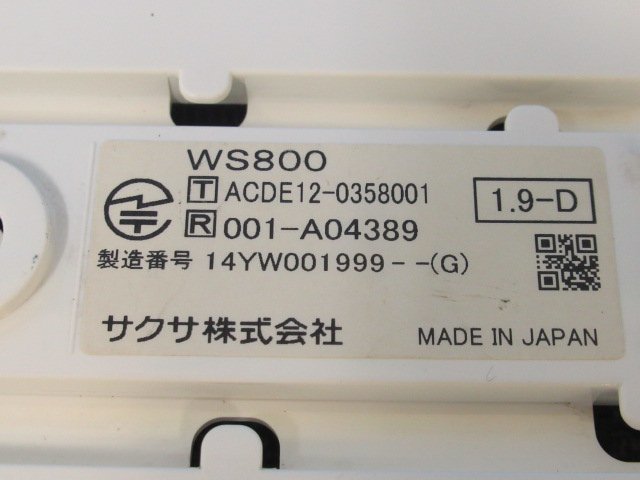 WS800
T ACDE12-0358001
1.9-D
R 001-A04389
製造番号 14YW001999- -(G)
サクサ株式会社
MADE IN JAPAN